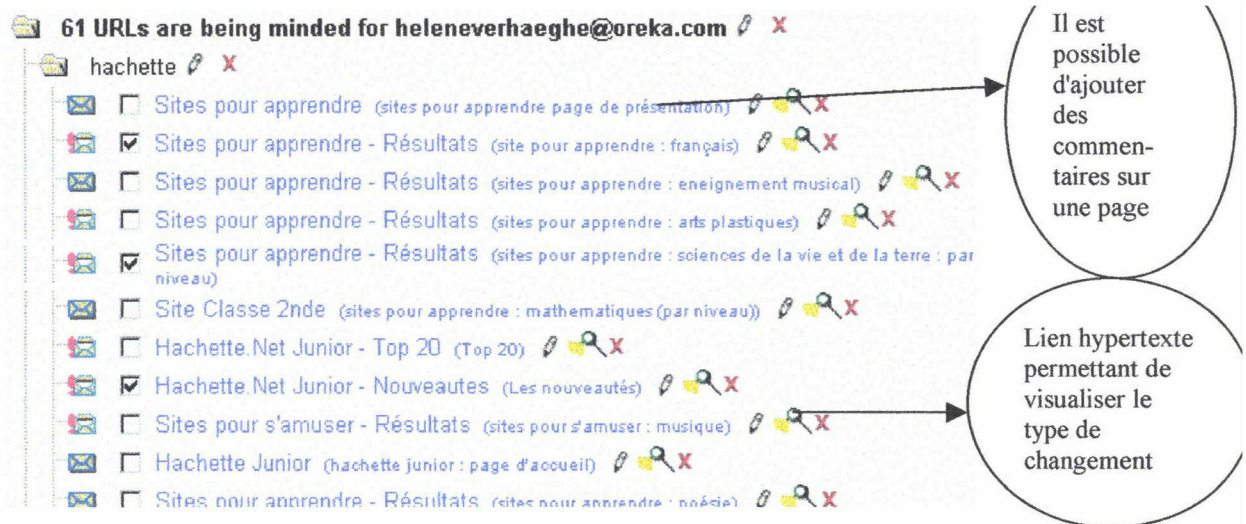 61 URLs are being minded for heleneverhaeghe@oreka.com
hachette
Sites pour apprendre (sites pour apprendre page de présentation)
Sites pour apprendre - Résultats (site pour apprendre : français)
Sites pour apprendre - Résultats (sites pour apprendre : eneignement musical)
Sites pour apprendre - Résultats (sites pour apprendre : arts plastiques)
Sites pour apprendre - Résultats (sites pour apprendre : sciences de la vie et de la terre : par
niveau)
Site Classe 2nde (sites pour apprendre : mathematiques (par niveau))
Hachette.Net Junior - Top 20 (Top 20)
Hachette.Net Junior - Nouveautes (Les nouveautés)
Sites pour s'amuser - Résultats (sites pour s'amuser : musique)
Hachette Junior (hachette junior : page d'accueil)
Sites pour apprendre - Résultats (sites pour apprendre : poésie)
Il est
possible
d'ajouter
des
commen-
taires sur
une page
Lien hypertexte
permettant de
visualiser le
type de
changement